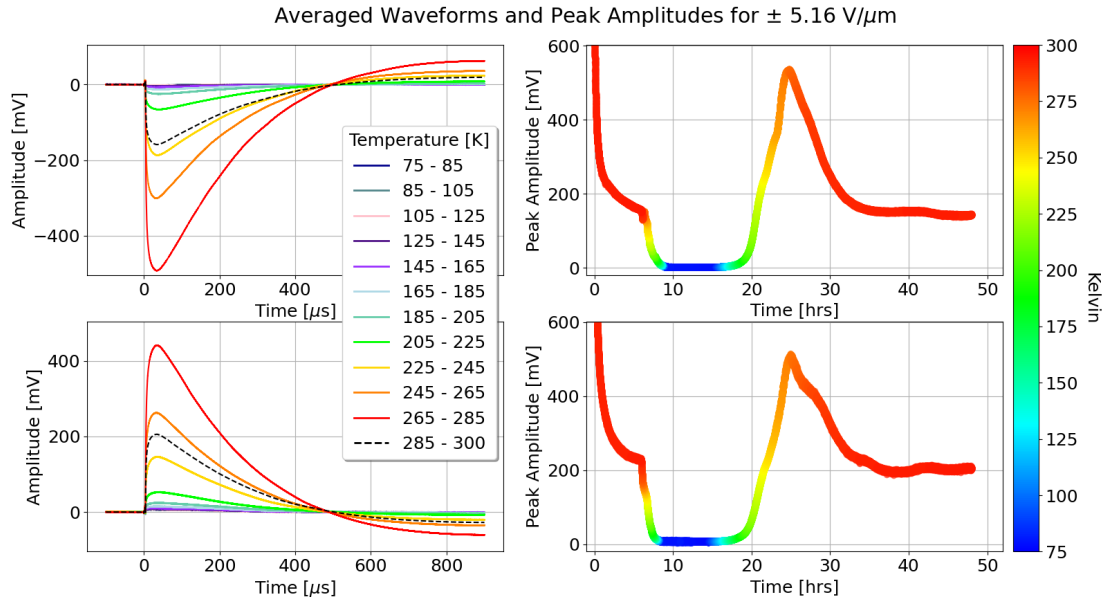 Averaged Waveforms and Peak Amplitudes for ± 5.16 V/μm
Amplitude [mV]
0
−200
−400
0 200 400 600 800
Time [μs]
Temperature [K]
75 - 85
85 - 105
105 - 125
125 - 145
145 - 165
165 - 185
185 - 205
205 - 225
225 - 245
245 - 265
265 - 285
285 - 300
Peak Amplitude [mV]
600
400
200
0
0 10 20 30 40 50
Time [hrs]
Amplitude [mV]
400
200
0
0 200 400 600 800
Time [μs]
Peak Amplitude [mV]
600
400
200
0
0 10 20 30 40 50
Time [hrs]
300
275
250
225
200
175
150
125
100
75
Kelvin